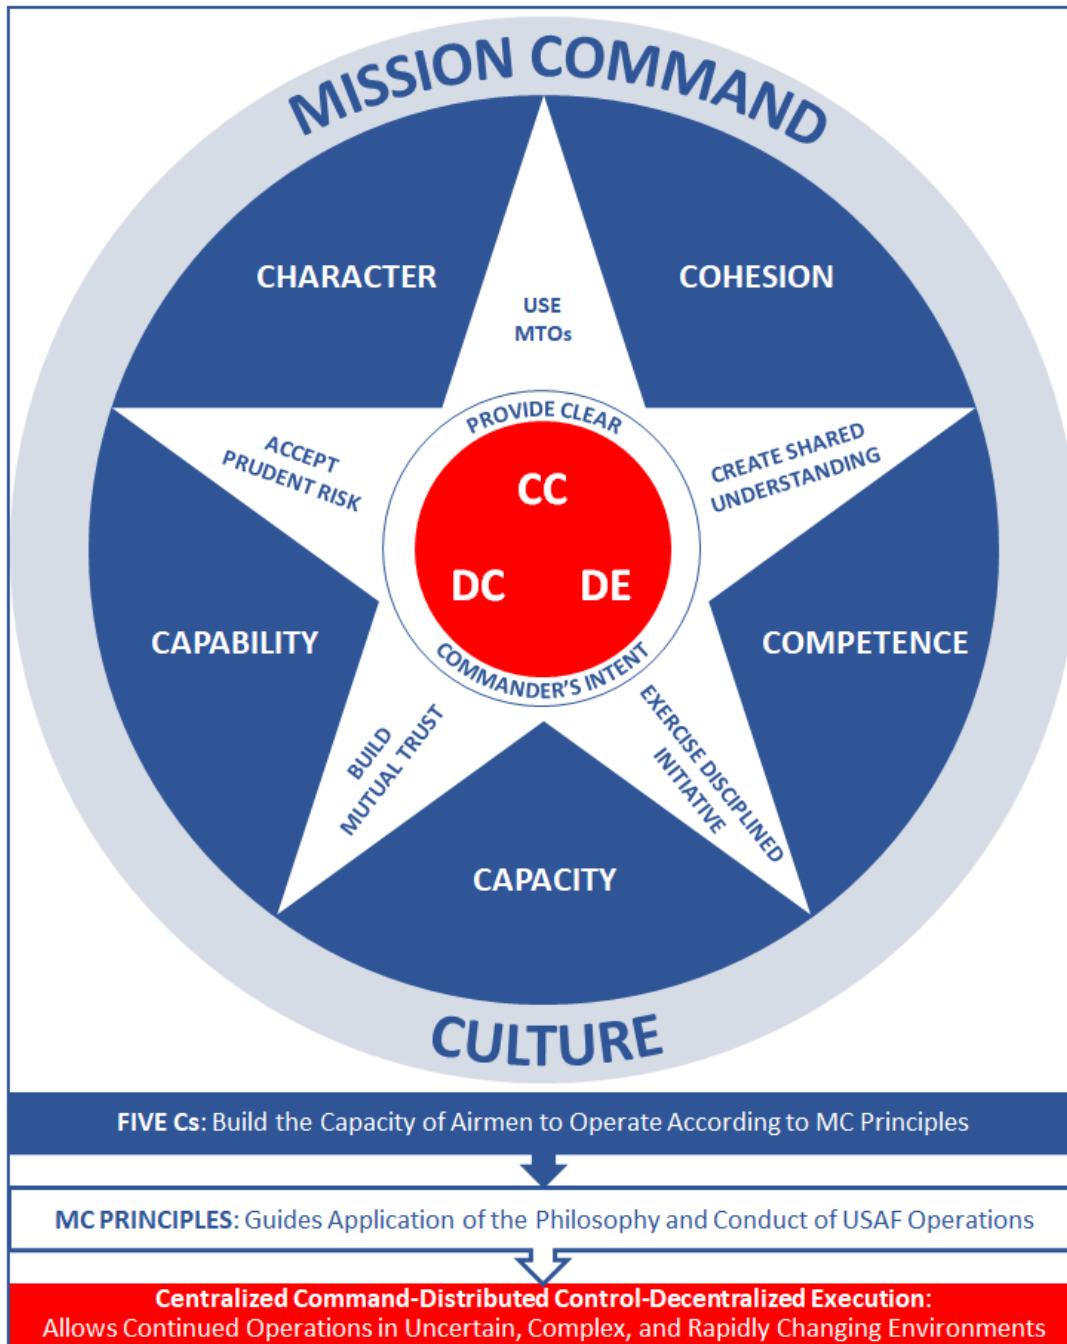 MISSION COMMAND
CHARACTER
COHESION
USE
MTOs
ACCEPT
PRUDENT RISK
PROVIDE CLEAR
CREATE SHARED
UNDERSTANDING
CC
DC DE
CAPABILITY
COMPETENCE
COMMANDER'S INTENT
BUILD
MUTUAL TRUST
EXERCISE DISCIPLINED
INITIATIVE
CAPACITY
CULTURE
FIVE Cs: Build the Capacity of Airmen to Operate According to MC Principles
MC PRINCIPLES: Guides Application of the Philosophy and Conduct of USAF Operations
Centralized Command-Distributed Control-Decentralized Execution:
Allows Continued Operations in Uncertain, Complex, and Rapidly Changing Environments